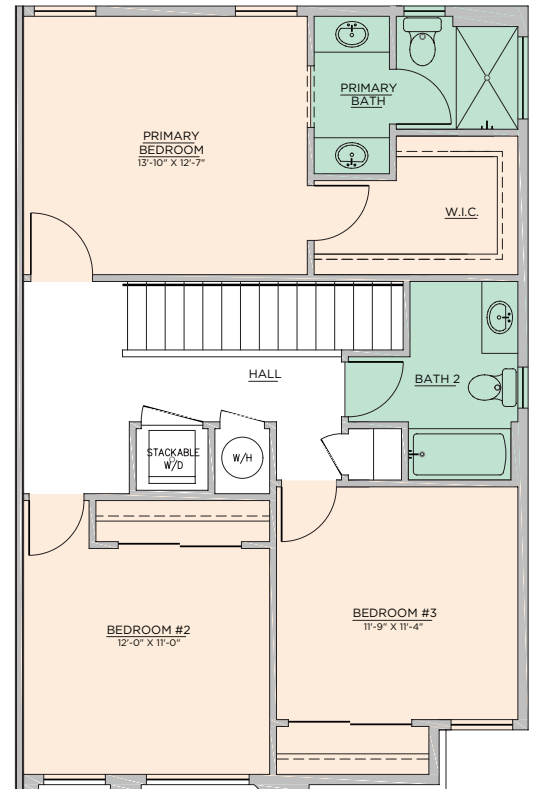 PRIMARY
BATH
PRIMARY
BEDROOM
13'-10" X 12'-7"
W.I.C.
HALL
BATH 2
STACKABLE
W/D
W/H
BEDROOM #2
12'-0" X 11'-0"
BEDROOM #3
11'-9" X 11'-4"